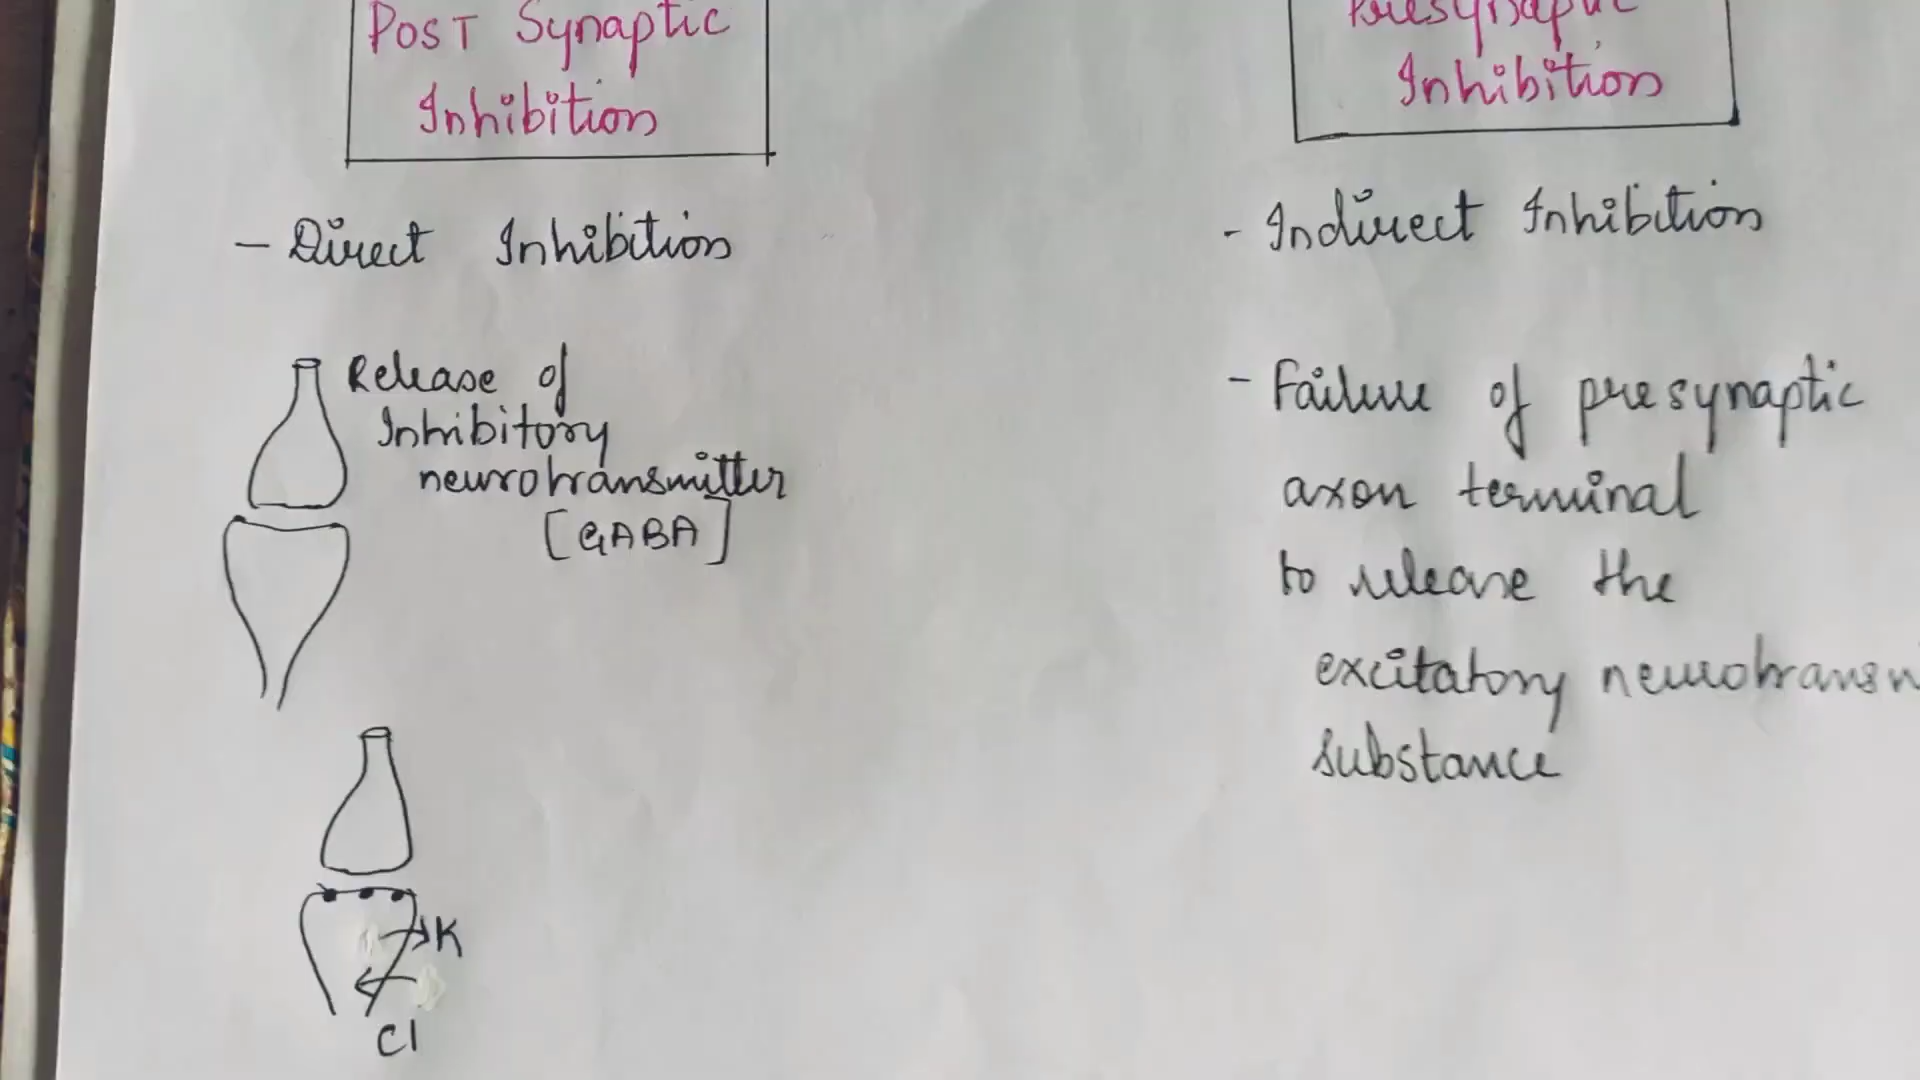 Post Synaptic
Inhibition
- Direct Inhibition
Release of
Inhibitory
neurotransmitter
[GABA]
K
Cl
Presynaptic
Inhibition
- Indirect Inhibition
- Failure of presynaptic
axon terminal
to release the
excitatory
substance